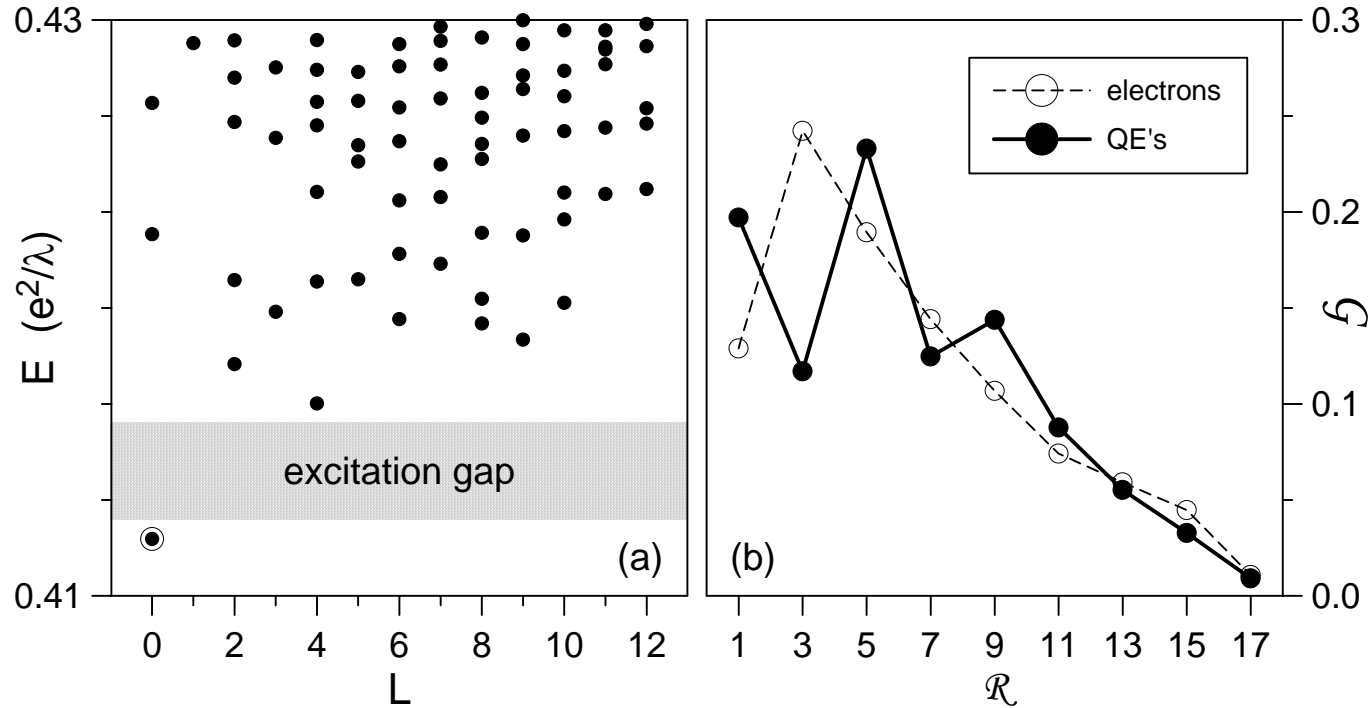 0.43
E (e²/λ)
0.41
excitation gap
(a)
0 2 4 6 8 10 12
L
electrons
QE's
(b)
0.3
0.2
0.1
0.0
𝒢
1 3 5 7 9 11 13 15 17
ℛ